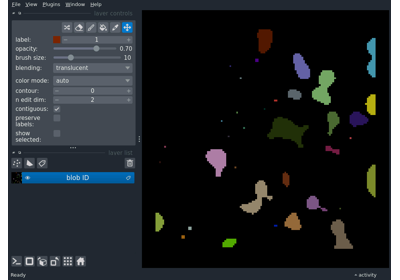 File View Plugins Window Help
layer controls
label: 1
opacity: 0.70
brush size: 10
blending: translucent
color mode: auto
contour: 0
n edit dim: 2
contiguous:
preserve
labels:
show
selected:
layer list
blob ID
Ready
activity